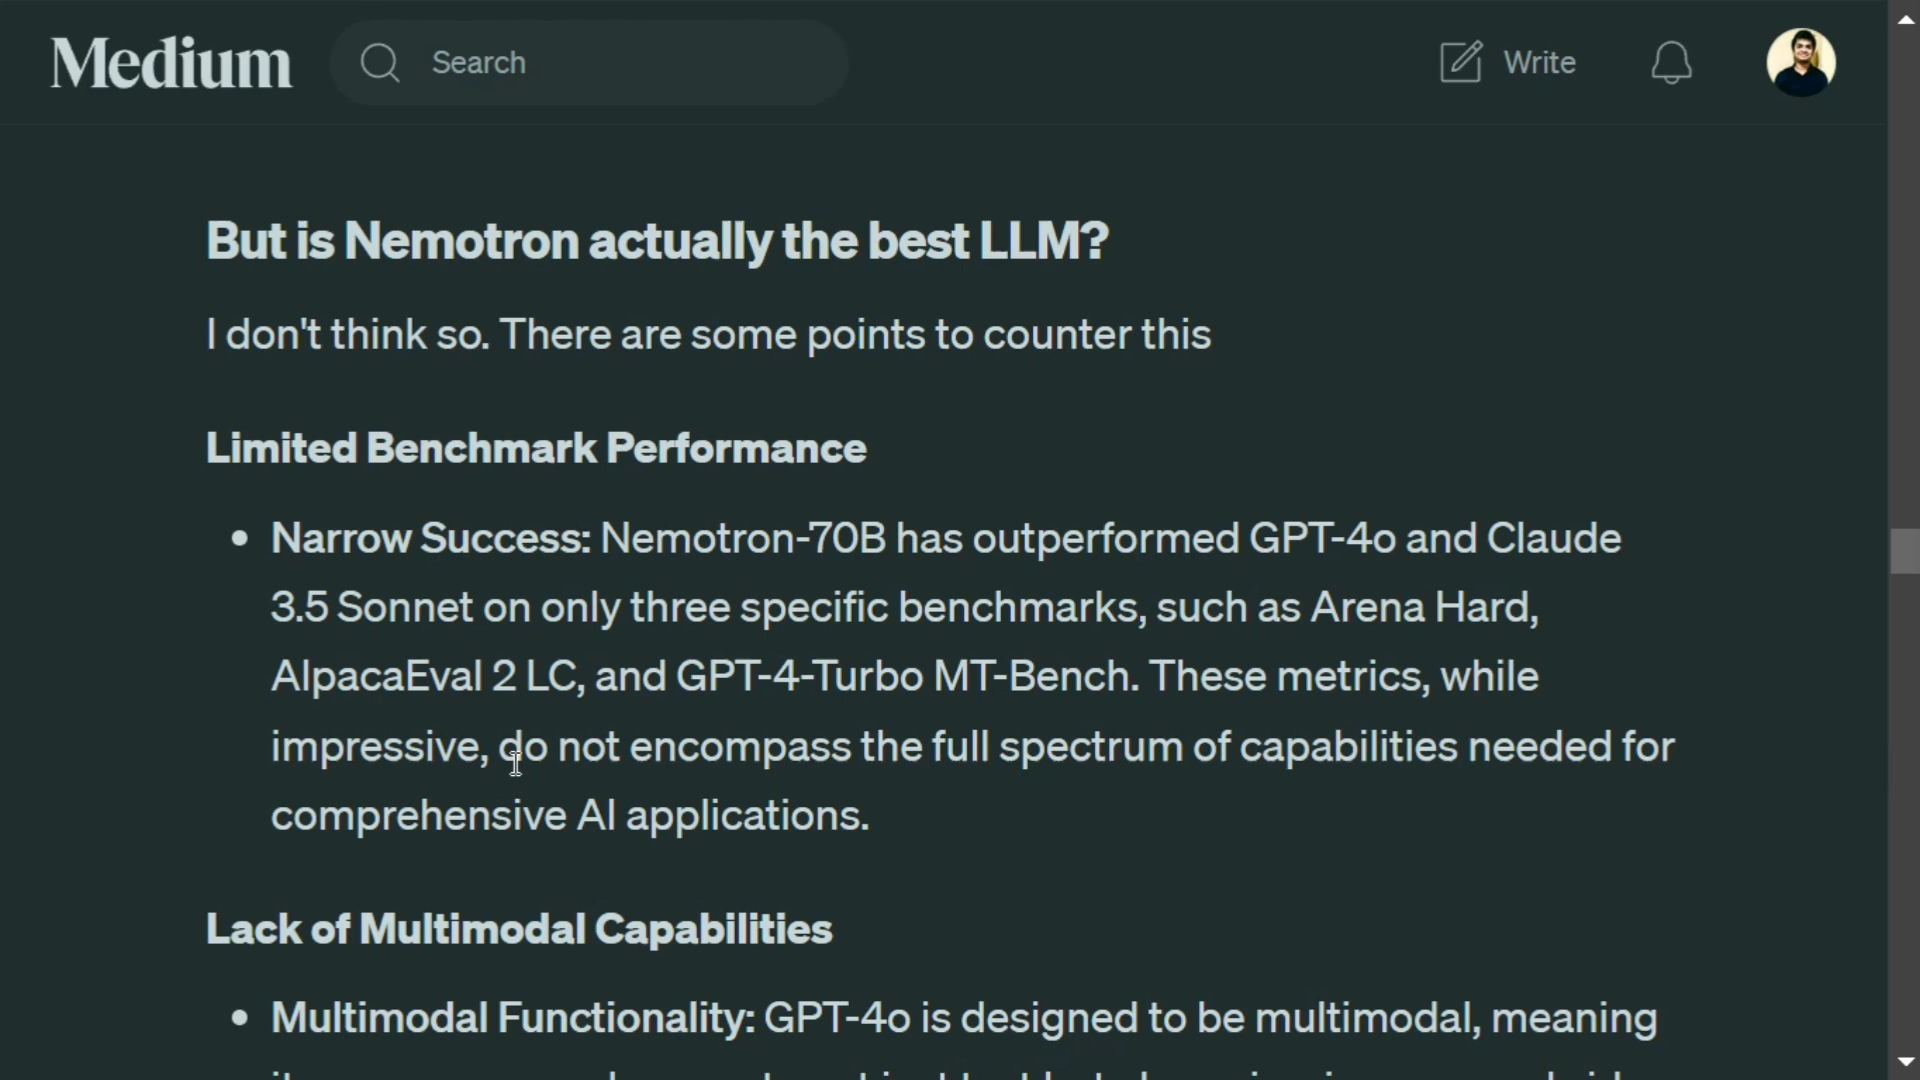 Medium
Search
Write
But is Nemotron actually the best LLM?
I don't think so. There are some points to counter this
Limited Benchmark Performance
• Narrow Success: Nemotron-70B has outperformed GPT-4o and Claude
3.5 Sonnet on only three specific benchmarks, such as Arena Hard,
AlpacaEval 2 LC, and GPT-4-Turbo MT-Bench. These metrics, while
impressive, do not encompass the full spectrum of capabilities needed for
comprehensive AI applications.
Lack of Multimodal Capabilities
• Multimodal Functionality: GPT-4o is designed to be multimodal, meaning